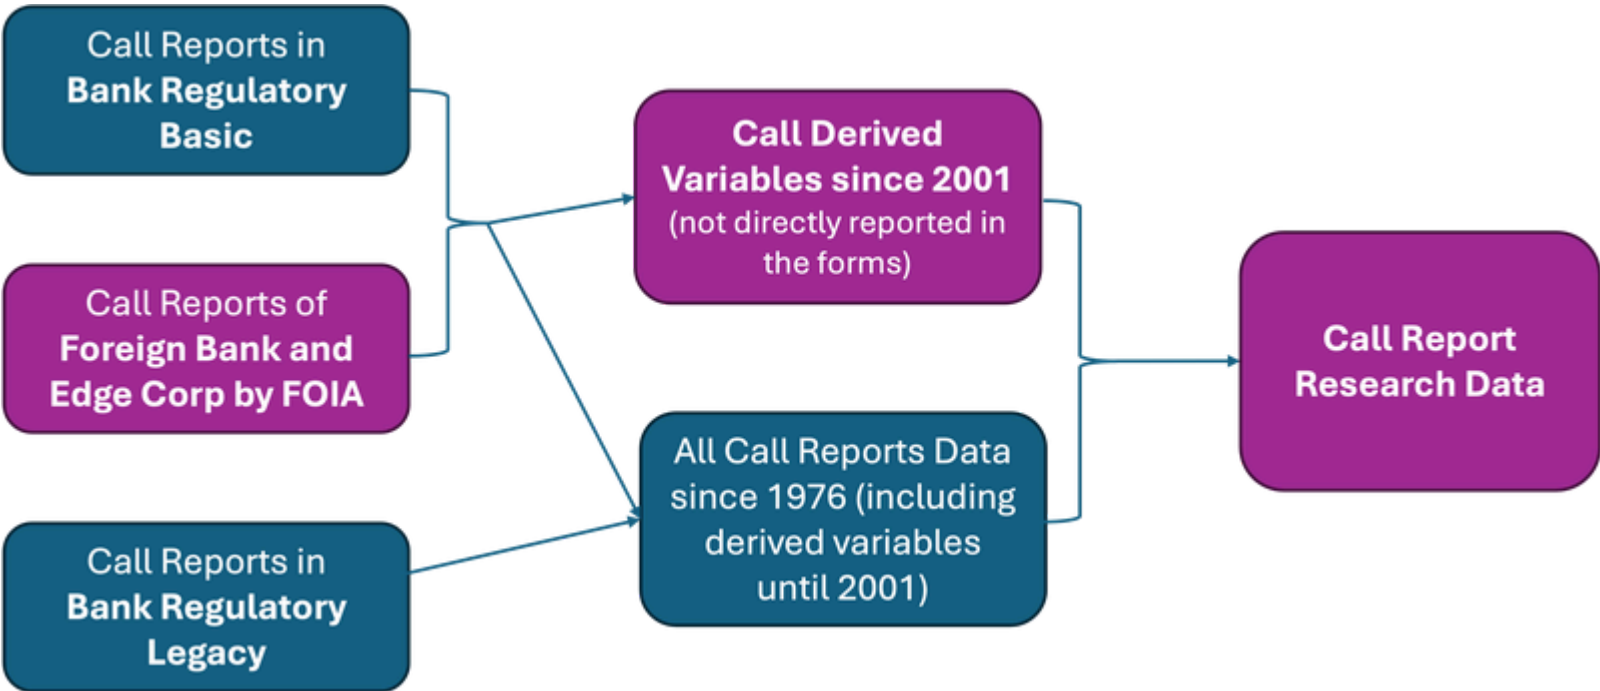 Call Reports in
Bank Regulatory
Basic
Call Reports of
Foreign Bank and
Edge Corp by FOIA
Call Reports in
Bank Regulatory
Legacy
Call Derived
Variables since 2001
(not directly reported in
the forms)
All Call Reports Data
since 1976 (including
derived variables
until 2001)
Call Report
Research Data